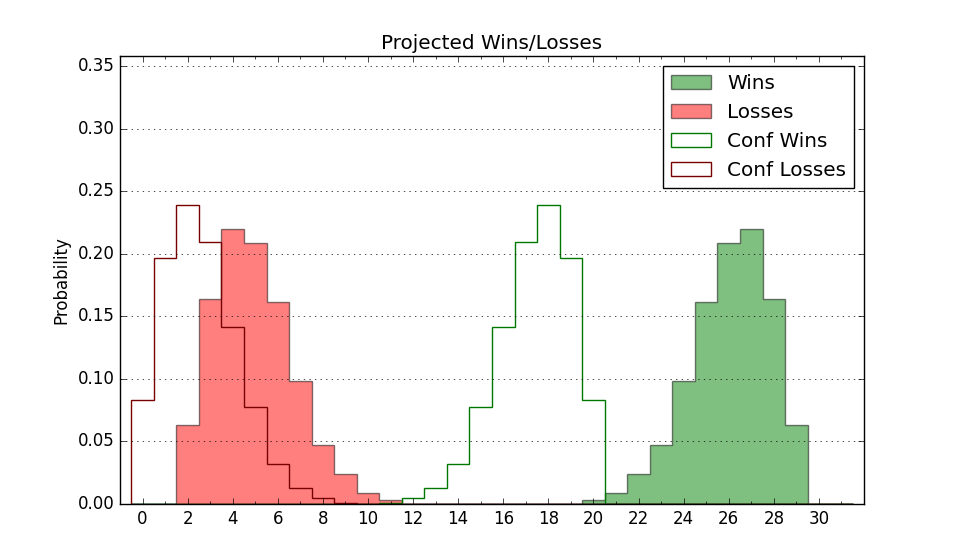 Projected Wins/Losses
0.35
0.30
0.25
0.20
0.15
0.10
0.05
0.00
Probability
Wins
Losses
Conf Wins
Conf Losses
0 2 4 6 8 10 12 14 16 18 20 22 24 26 28 30